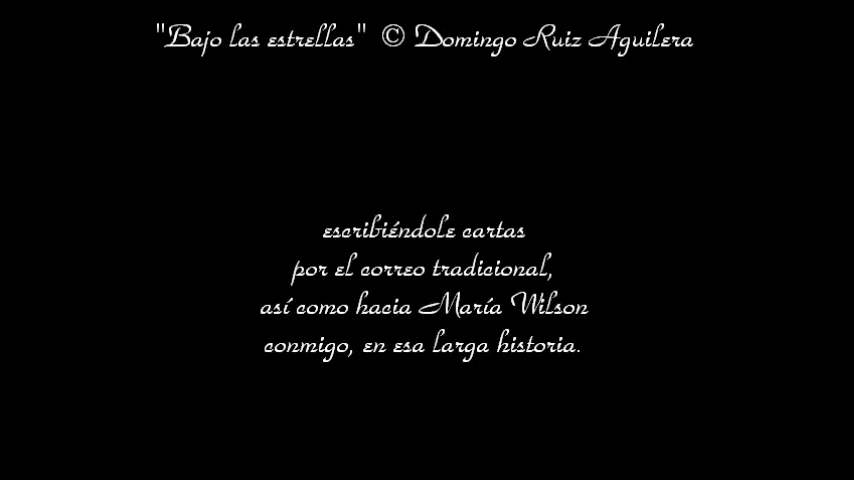 "Bajo las estrellas" © Domingo Ruiz Aguilera
escribiéndole cartas
por el correo tradicional,
así como hacia María Wilson
conmigo, en esa larga historia.